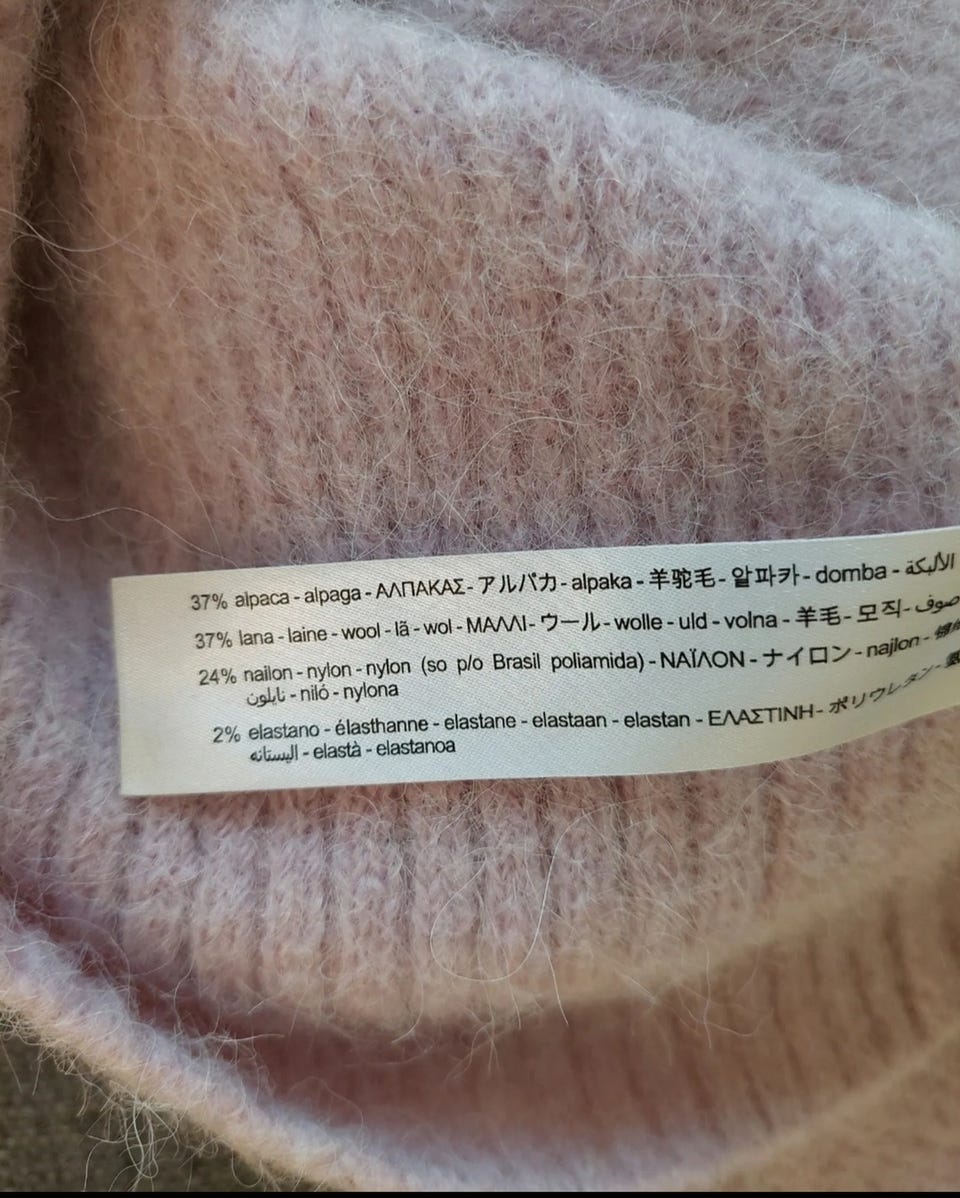 37% alpaca - alpaga - ΑΛΠΑΚΑΣ - アルパカ - alpaka - 羊驼毛 - 알파카 - domba - الألبكة
37% lana - laine - wool - lã - wol - ΜΑΛΛΙ - ウール - wolle - uld - volna - 羊毛 - 모직 - صوف
24% nailon - nylon - nylon (so p/o Brasil poliamida) - ΝΑΪΛΟΝ - ナイロン - najlon -
نايلون - niló - nylona
2% elastano - élasthanne - elastane - elastaan - elastan - ΕΛΑΣΤΙΝΗ - ポリウレタン -
اليستانه - elastà - elastanoa